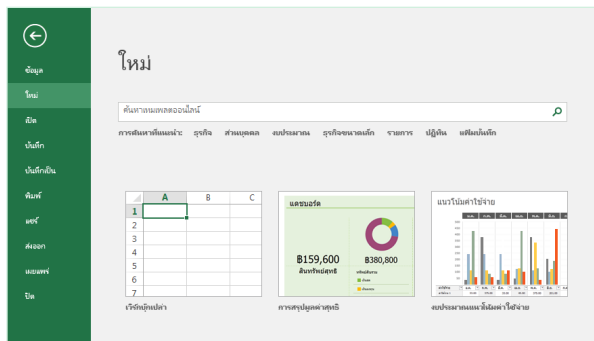 ใหม่
ข้อมูล
ใหม่
เปิด
บันทึก
บันทึกเป็น
พิมพ์
แชร์
ส่งออก
เผยแพร่
ปิด
ค้นหาเทมเพลตออนไลน์
การค้นหาที่แนะนำ: ธุรกิจ ส่วนบุคคล งบประมาณ ธุรกิจขนาดเล็ก รายการ ปฏิทิน แฟ้มบันทึก
A B C
1
2
3
4
5
6
7
เวิร์กบุ๊กเปล่า
แดชบอร์ด
฿159,600
สินทรัพย์สุทธิ
฿380,800
การสรุปมูลค่าสุทธิ
แนวโน้มค่าใช้จ่าย
งบประมาณแนวโน้มค่าใช้จ่าย